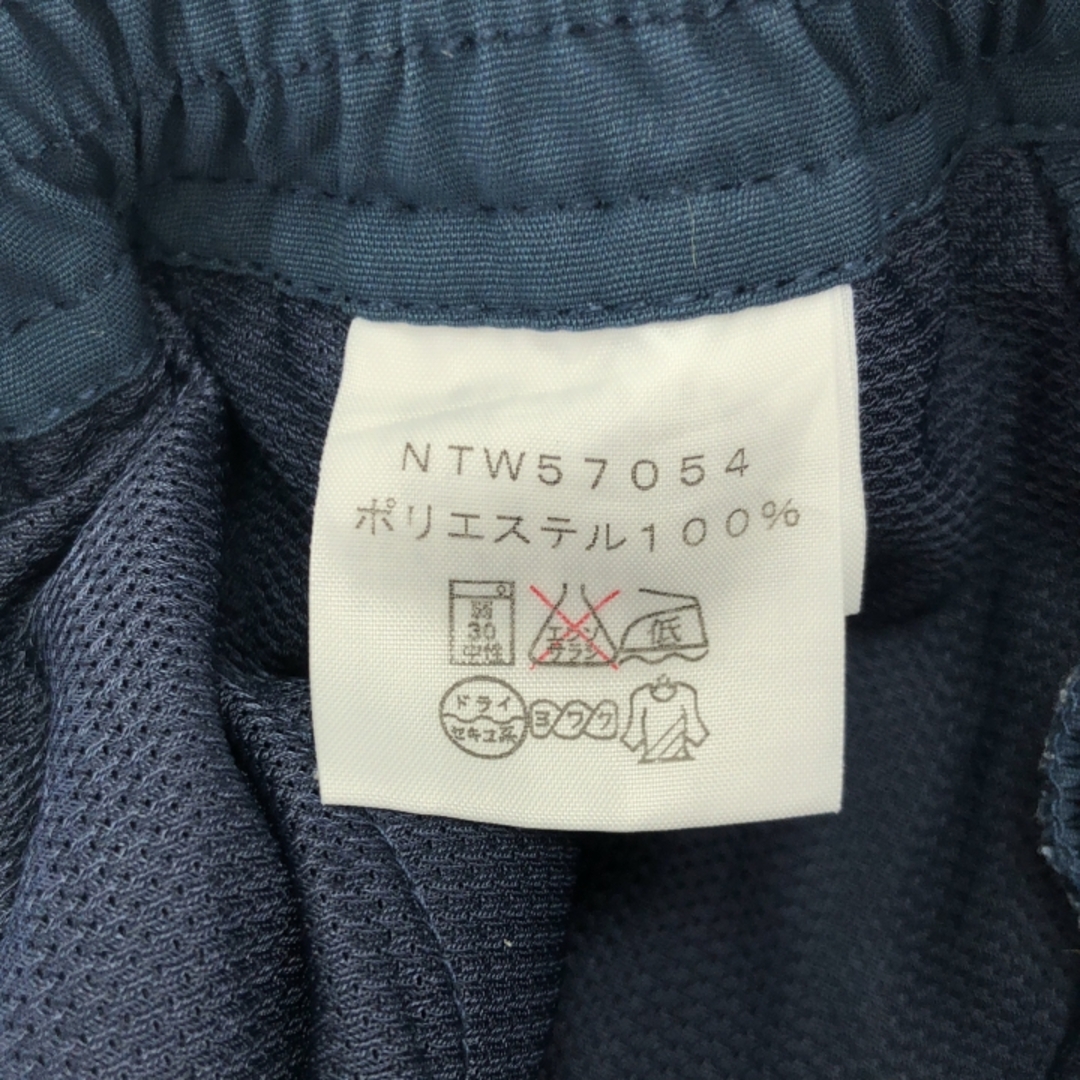 NTW57054
ポリエステル100%
弱
30
中性
エンソ
サラシ
低
ドライ
セキユ系
ヨワク